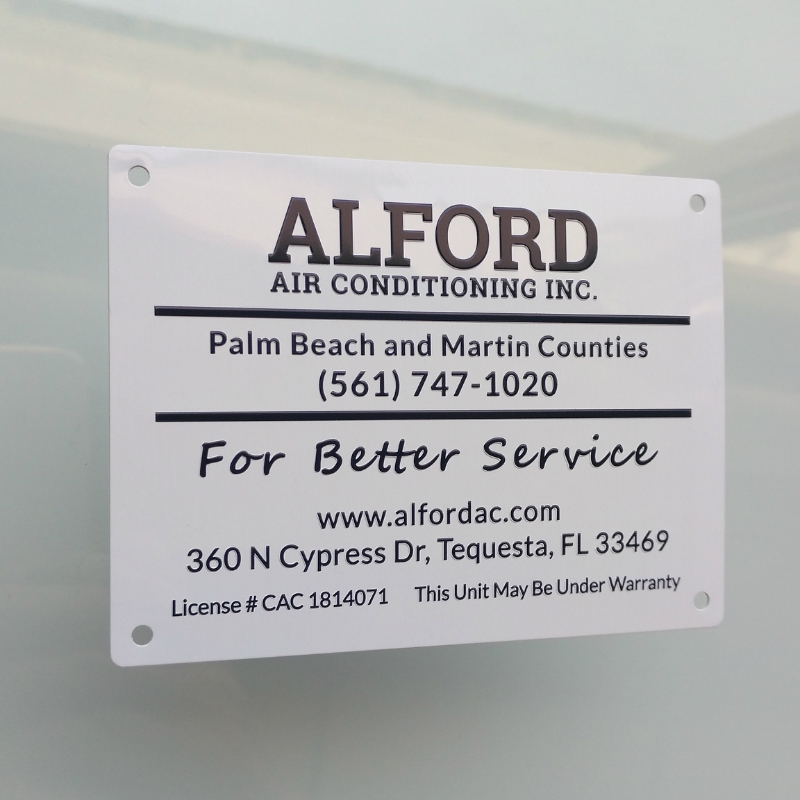 ALFORD
AIR CONDITIONING INC.
Palm Beach and Martin Counties
(561) 747-1020
For Better Service
www.alfordac.com
360 N Cypress Dr, Tequesta, FL 33469
License # CAC 1814071 This Unit May Be Under Warranty